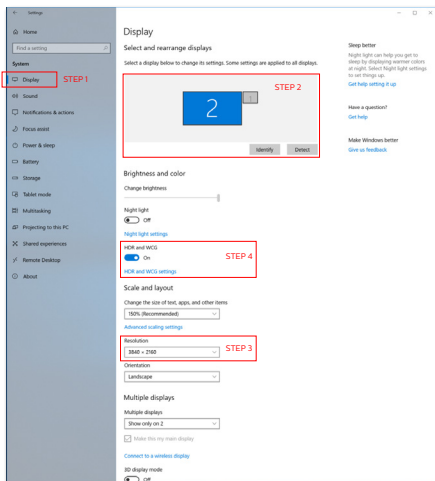 Settings
Home
Find a setting
System
Display
STEP 1
Sound
Notifications & actions
Focus assist
Power & sleep
Battery
Storage
Tablet mode
Multitasking
Projecting to this PC
Shared experiences
Remote Desktop
About
Display
Select and rearrange displays
Select a display below to change its settings. Some settings are applied to all displays.
STEP 2
2
1
Identify
Detect
Brightness and color
Change brightness
Night light
Off
Night light settings
HDR and WCG
STEP 4
On
HDR and WCG settings
Scale and layout
Change the size of text, apps, and other items
150% (Recommended)
Advanced scaling settings
Resolution
STEP 3
3840 × 2160
Orientation
Landscape
Multiple displays
Multiple displays
Show only on 2
Make this my main display
Connect to a wireless display
3D display mode
Off
Sleep better
Night light can help you get to
sleep by displaying warmer colors
at night. Select Night light settings
to set things up.
Get help setting it up
Have a question?
Get help
Make Windows better
Give us feedback